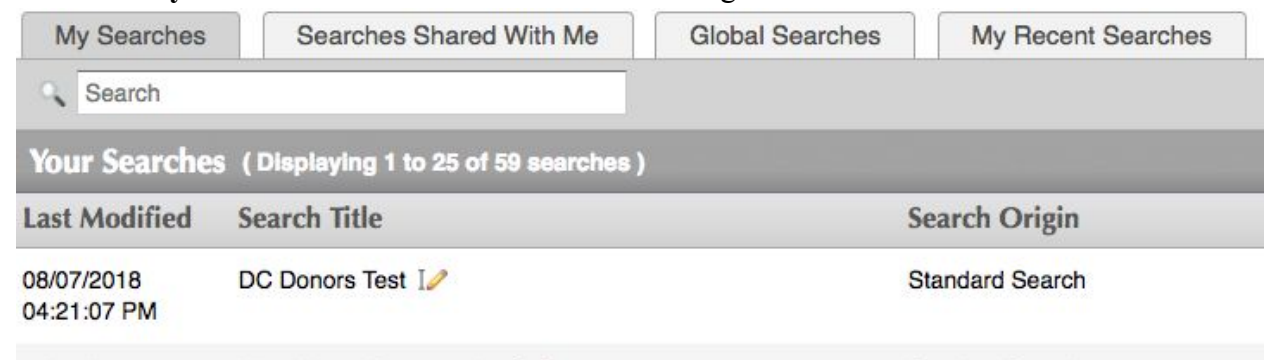 My Searches Searches Shared With Me Global Searches My Recent Searches
Search
Your Searches ( Displaying 1 to 25 of 59 searches )
Last Modified Search Title Search Origin
08/07/2018 DC Donors Test Standard Search
04:21:07 PM